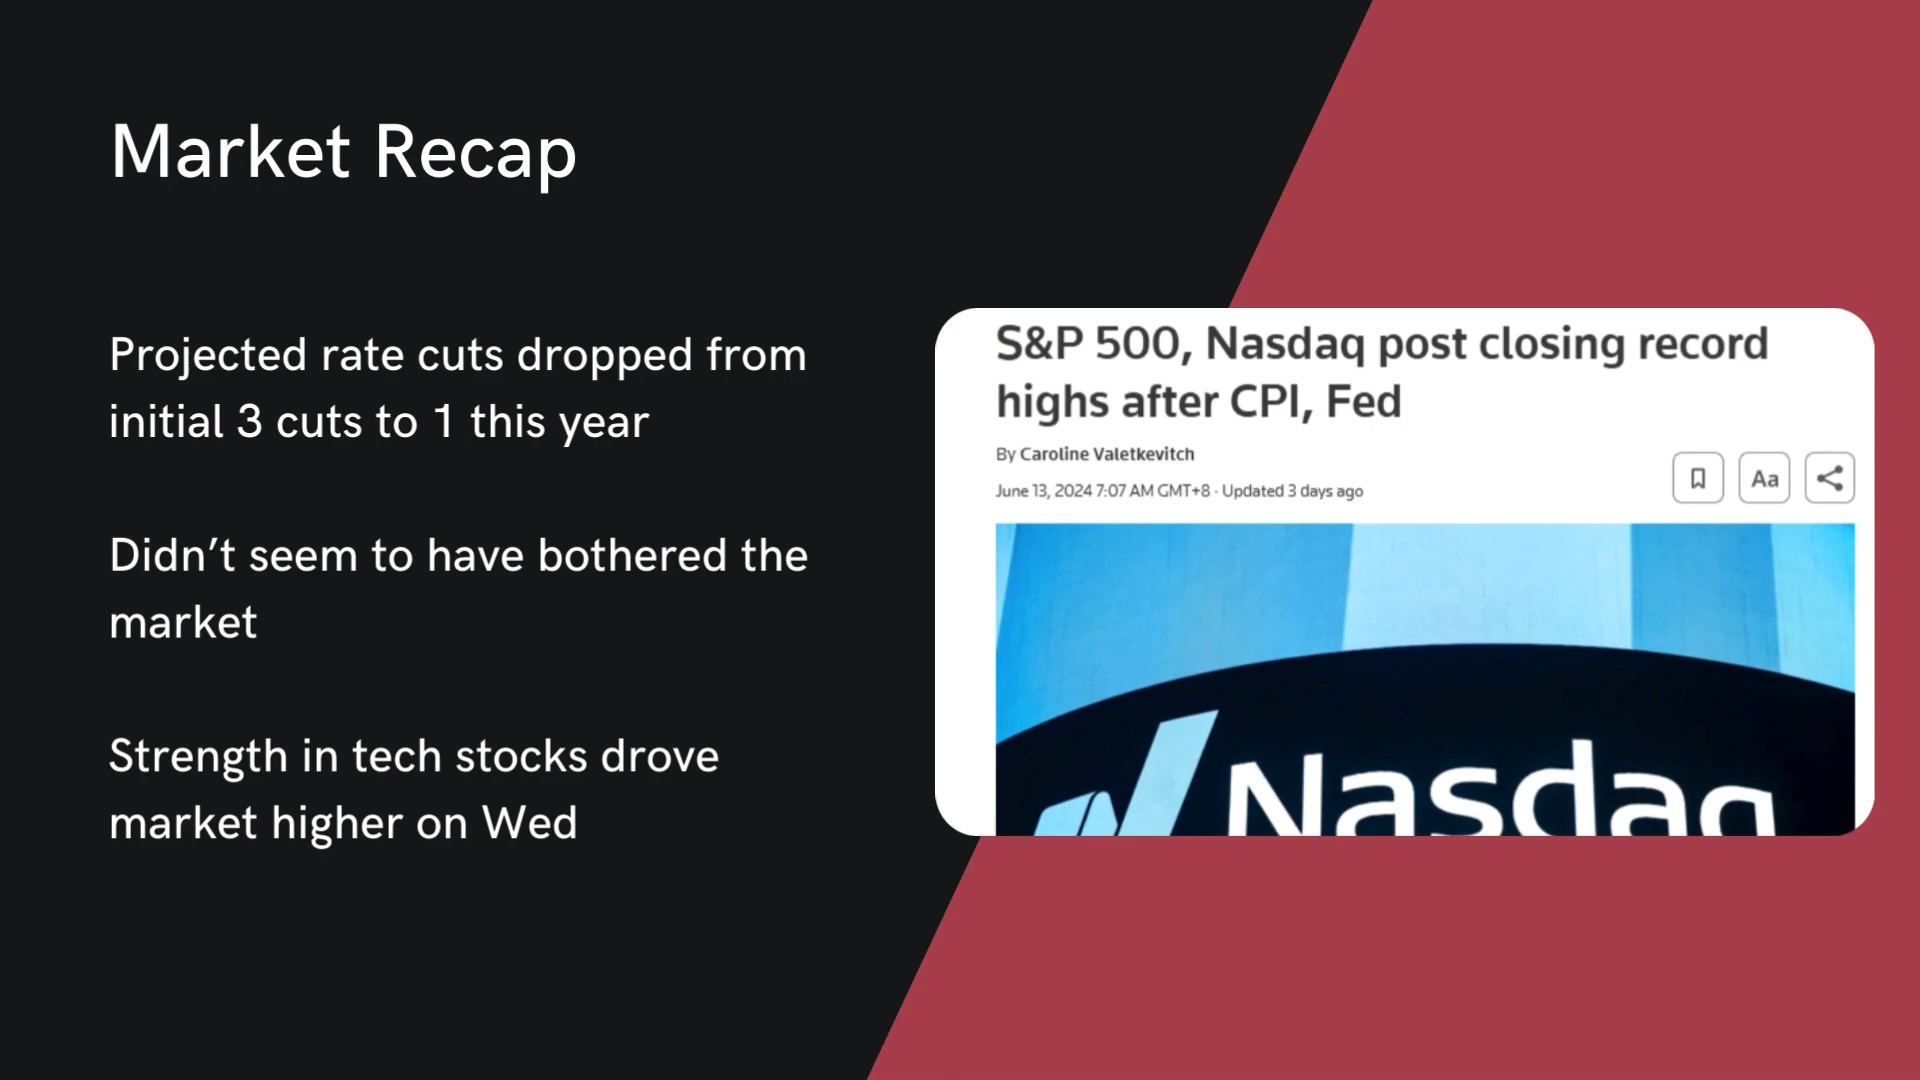 Market Recap
Projected rate cuts dropped from
initial 3 cuts to 1 this year
Didn’t seem to have bothered the
market
Strength in tech stocks drove
market higher on Wed
S&P 500, Nasdaq post closing record
highs after CPI, Fed
By Caroline Valetkevitch
June 13, 2024 7:07 AM GMT+8 · Updated 3 days ago
Aa
Nasdaq